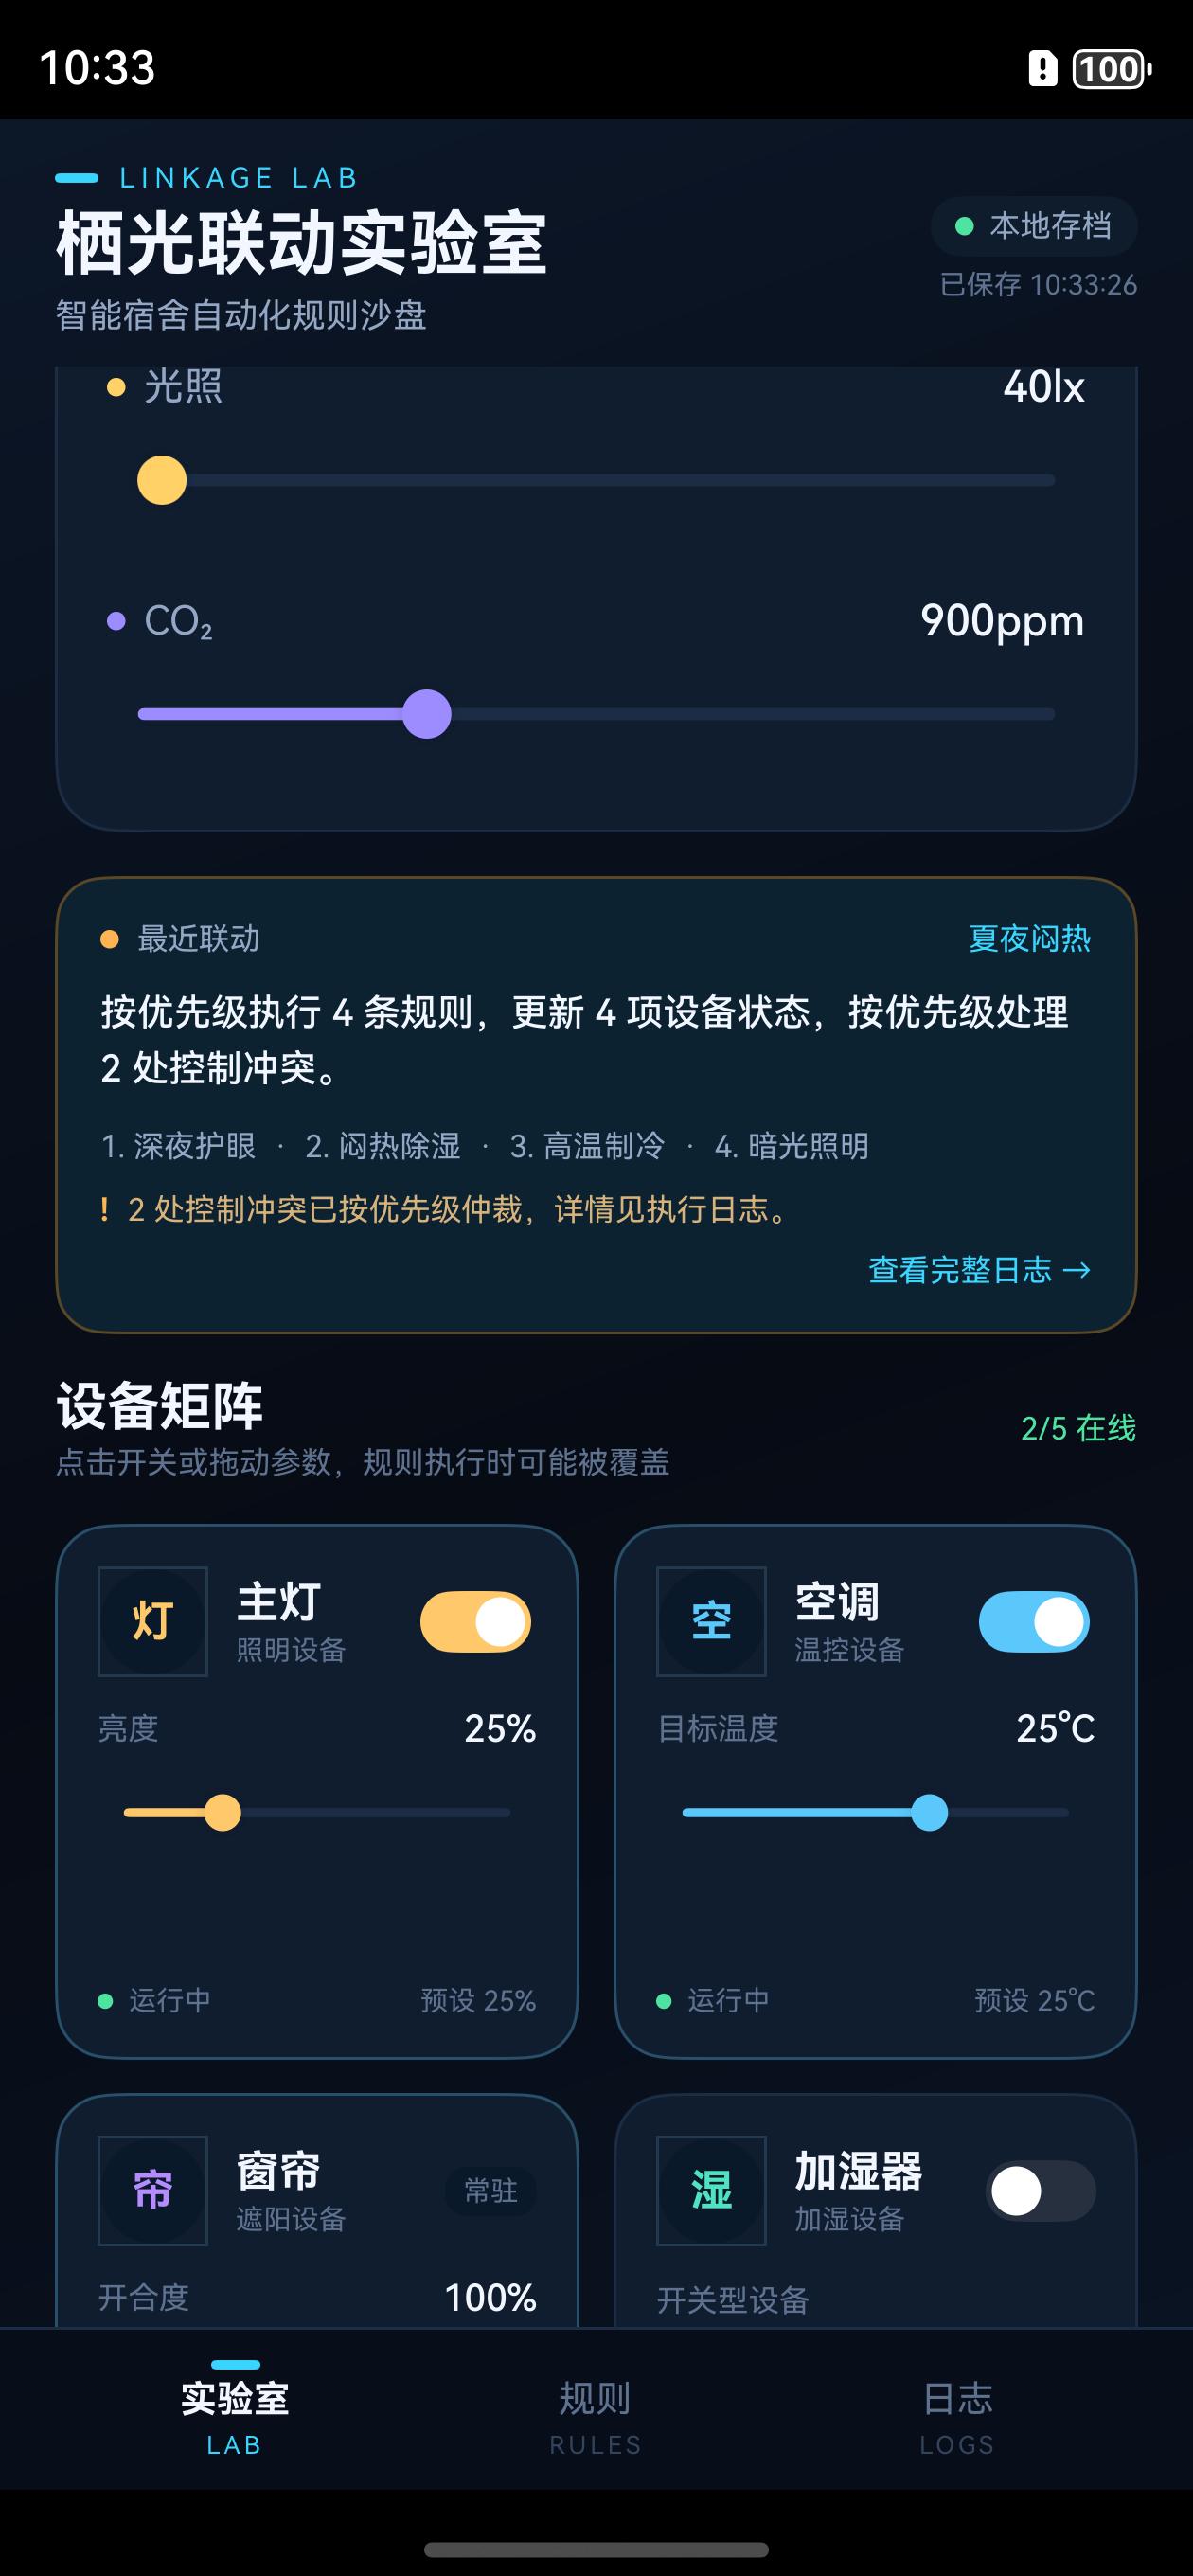 10:33
100
LINKAGE LAB
栖光联动实验室
本地存档
已保存 10:33:26
智能宿舍自动化规则沙盘
光照 40lx
CO₂ 900ppm
最近联动 夏夜闷热
按优先级执行 4 条规则，更新 4 项设备状态，按优先级处理
2 处控制冲突。
1. 深夜护眼 · 2. 闷热除湿 · 3. 高温制冷 · 4. 暗光照明
! 2 处控制冲突已按优先级仲裁，详情见执行日志。
查看完整日志 →
设备矩阵
2/5 在线
点击开关或拖动参数，规则执行时可能被覆盖
灯 主灯
照明设备
亮度 25%
运行中 预设 25%
空 空调
温控设备
目标温度 25°C
运行中 预设 25°C
帘 窗帘 常驻
遮阳设备
开合度 100%
湿 加湿器
加湿设备
开关型设备
实验室 规则 日志
LAB RULES LOGS